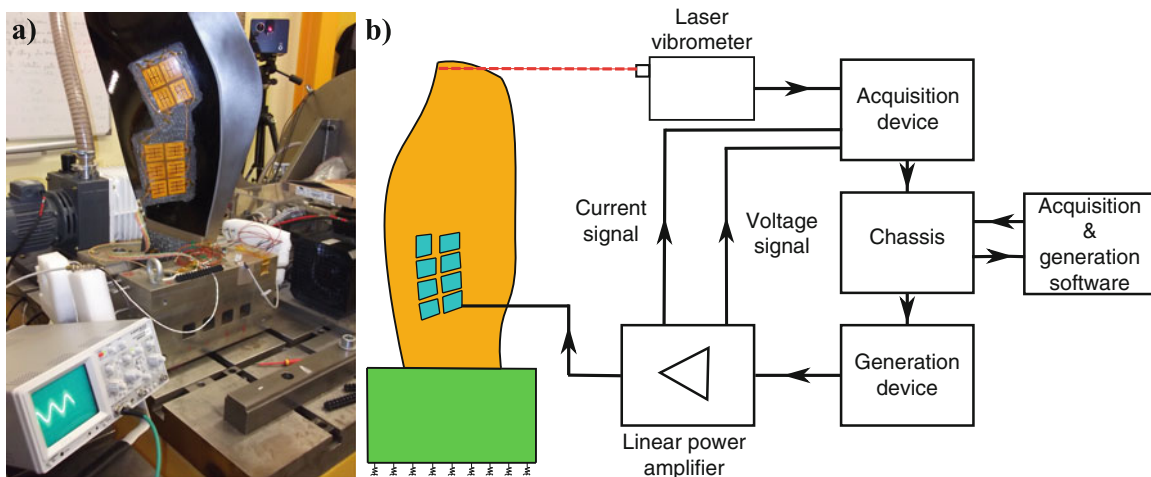 a)
b)
Laser
vibrometer
Acquisition
device
Current
signal
Voltage
signal
Chassis
Acquisition
&
generation
software
Generation
device
Linear power
amplifier